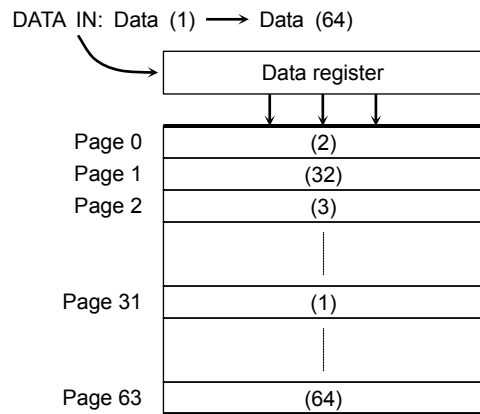 DATA IN: Data (1) Data (64)
Data register
Page 0 (2)
Page 1 (32)
Page 2 (3)
Page 31 (1)
Page 63 (64)